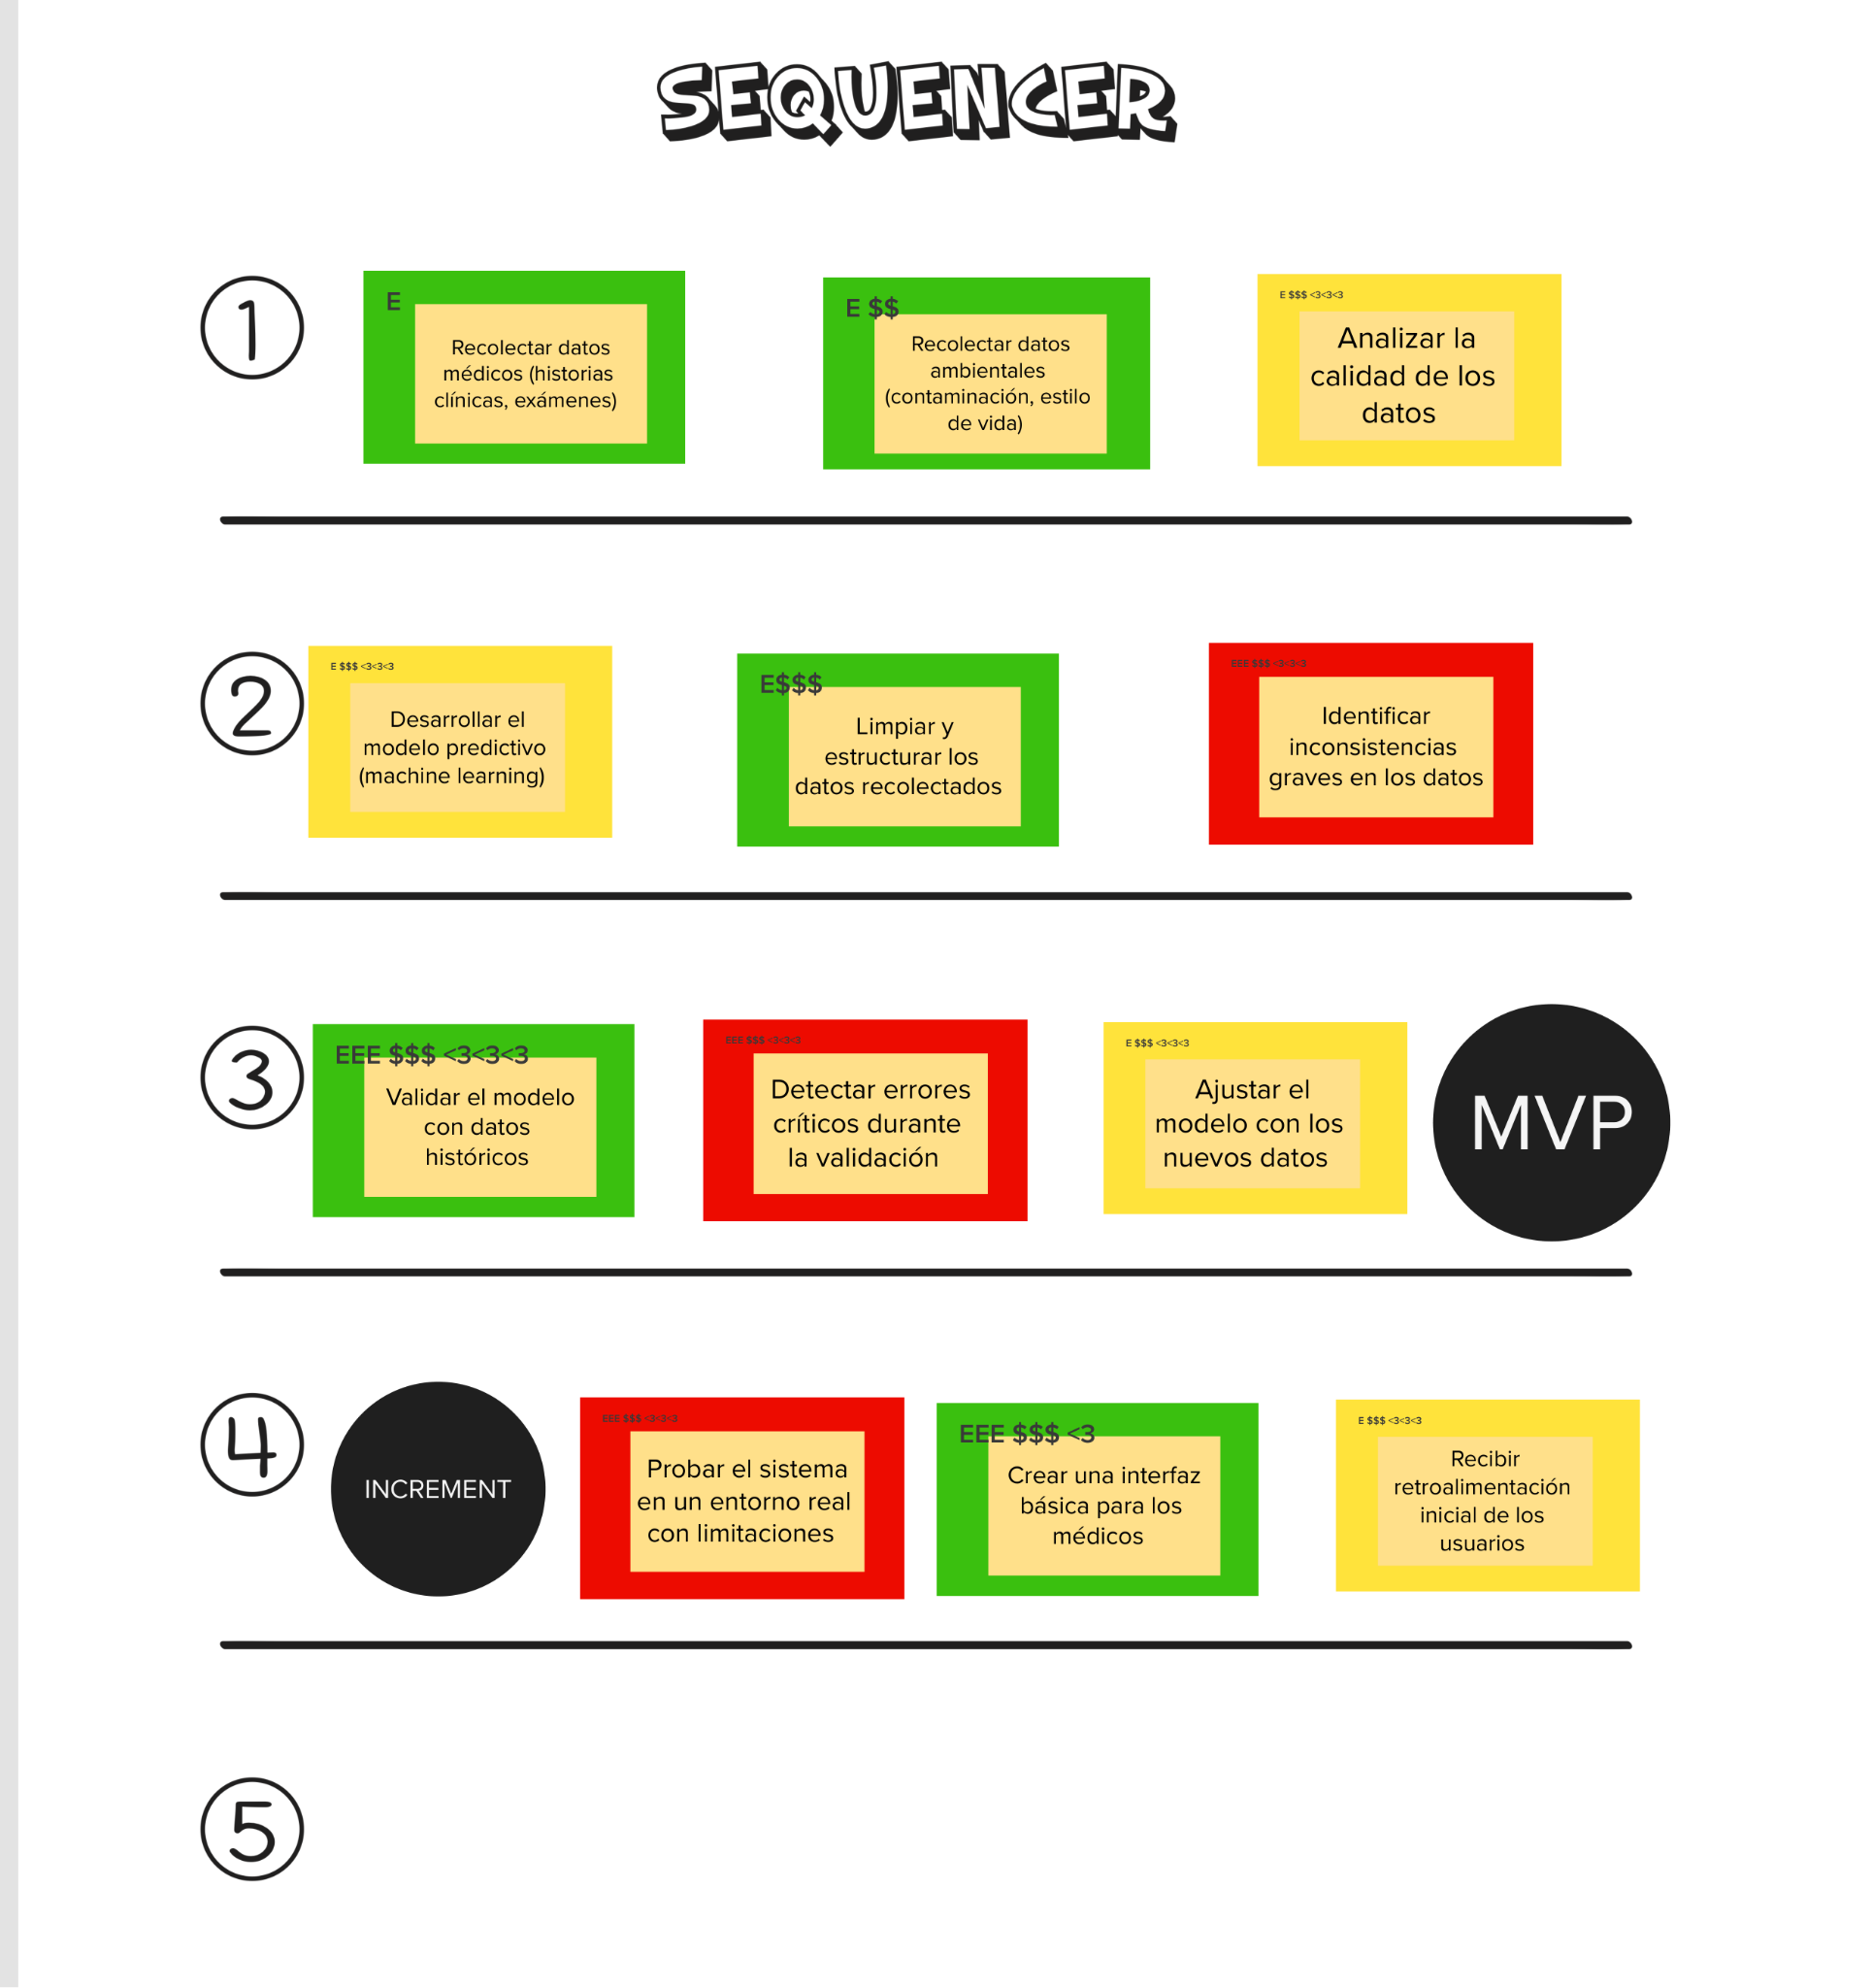 SEQUENCER
1
E
Recolectar datos
médicos (historias
clínicas, exámenes)
E $$
Recolectar datos
ambientales
(contaminación, estilo
de vida)
E $$$ <3<3<3
Analizar la
calidad de los
datos
2
E $$$ <3<3<3
Desarrollar el
modelo predictivo
(machine learning)
E$$$
Limpiar y
estructurar los
datos recolectados
EEE $$$ <3<3<3
Identificar
inconsistencias
graves en los datos
3
EEE $$$ <3<3<3
Validar el modelo
con datos
históricos
EEE $$$ <3<3<3
Detectar errores
críticos durante
la validación
E $$$ <3<3<3
Ajustar el
modelo con los
nuevos datos
MVP
4
INCREMENT
EEE $$$ <3<3<3
Probar el sistema
en un entorno real
con limitaciones
EEE $$$ <3
Crear una interfaz
básica para los
médicos
E $$$ <3<3<3
Recibir
retroalimentación
inicial de los
usuarios
5